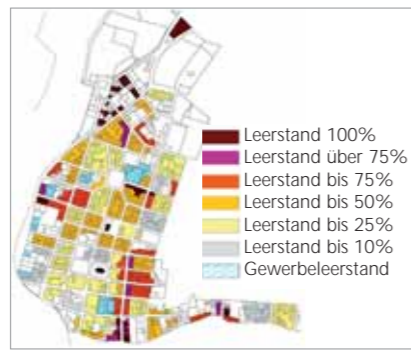 Leerstand 100%
Leerstand über 75%
Leerstand bis 75%
Leerstand bis 50%
Leerstand bis 25%
Leerstand bis 10%
Gewerbeleerstand